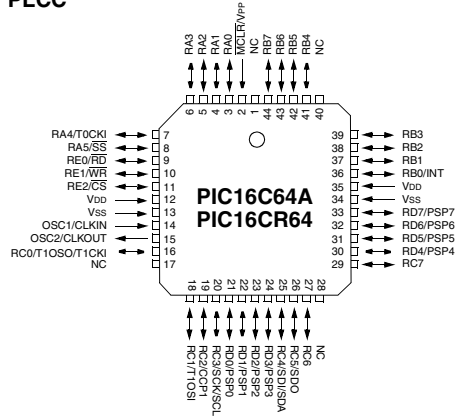 PLCC
RA3
RA2
RA1
RA0
MCLR/VPP
NC
RB7
RB6
RB5
RB4
NC
6 5 4 3 2 1 44 43 42 41 40
RA4/T0CKI 7
RA5/SS 8
RE0/RD 9
RE1/WR 10
RE2/CS 11
VDD 12
VSS 13
OSC1/CLKIN 14
OSC2/CLKOUT 15
RC0/T1OSO/T1CKI 16
NC 17
PIC16C64A
PIC16CR64
39 RB3
38 RB2
37 RB1
36 RB0/INT
35 VDD
34 VSS
33 RD7/PSP7
32 RD6/PSP6
31 RD5/PSP5
30 RD4/PSP4
29 RC7
18 19 20 21 22 23 24 25 26 27 28
RC1/T1OSI
RC2/CCP1
RC3/SCK/SCL
RD0/PSP0
RD1/PSP1
RD2/PSP2
RD3/PSP3
RC4/SDI/SDA
RC5/SDO
RC6
NC